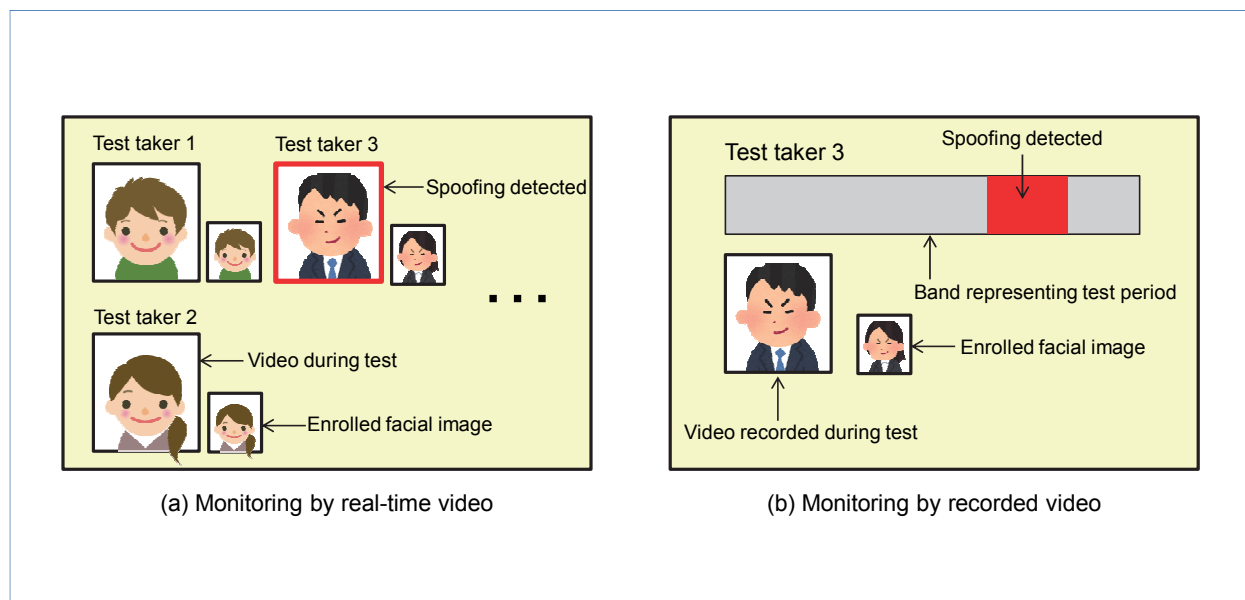 Test taker 1
Test taker 3
Spoofing detected
Test taker 2
Video during test
Enrolled facial image
...
(a) Monitoring by real-time video
Spoofing detected
Test taker 3
Band representing test period
Enrolled facial image
Video recorded during test
(b) Monitoring by recorded video